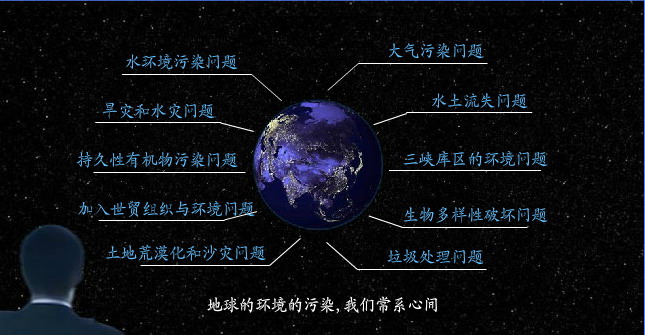 水环境污染问题
旱灾和水灾问题
持久性有机物污染问题
加入世贸组织与环境问题
土地荒漠化和沙灾问题
大气污染问题
水土流失问题
三峡库区的环境问题
生物多样性破坏问题
垃圾处理问题
地球的环境的污染,我们常系心间